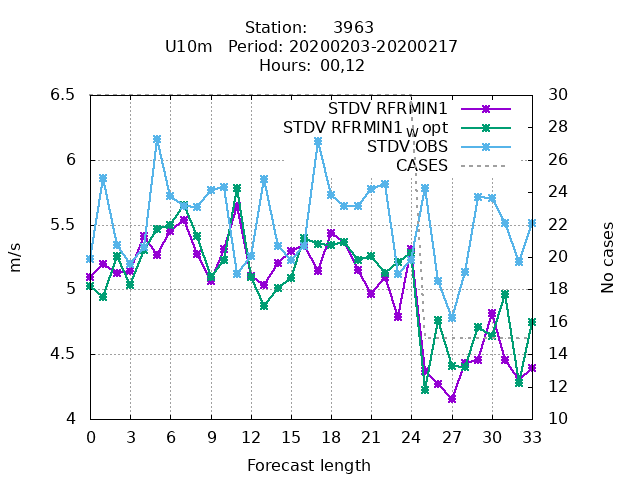 Station: 3963
U10m Period: 20200203-20200217
Hours: 00,12
6.5
6
5.5
5
4.5
4
30
28
26
24
22
20
18
16
14
12
10
STDV RFRMIN1
STDV RFRMIN1_w opt
STDV OBS
CASES
m/s
No cases
0 3 6 9 12 15 18 21 24 27 30 33
Forecast length